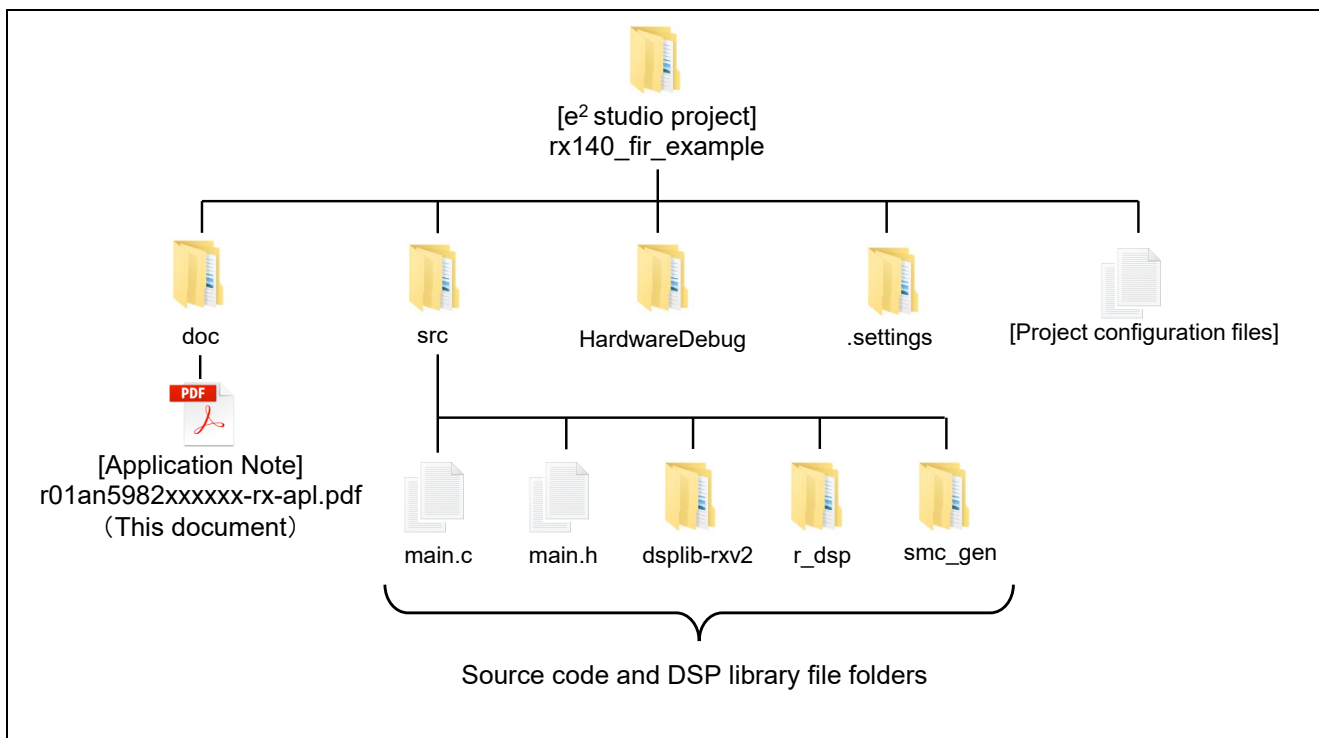 [e² studio project]
rx140_fir_example
doc
src
HardwareDebug
.settings
[Project configuration files]
PDF
[Application Note]
r01an5982xxxxxx-rx-apl.pdf
（This document）
main.c
main.h
dsplib-rxv2
r_dsp
smc_gen
Source code and DSP library file folders